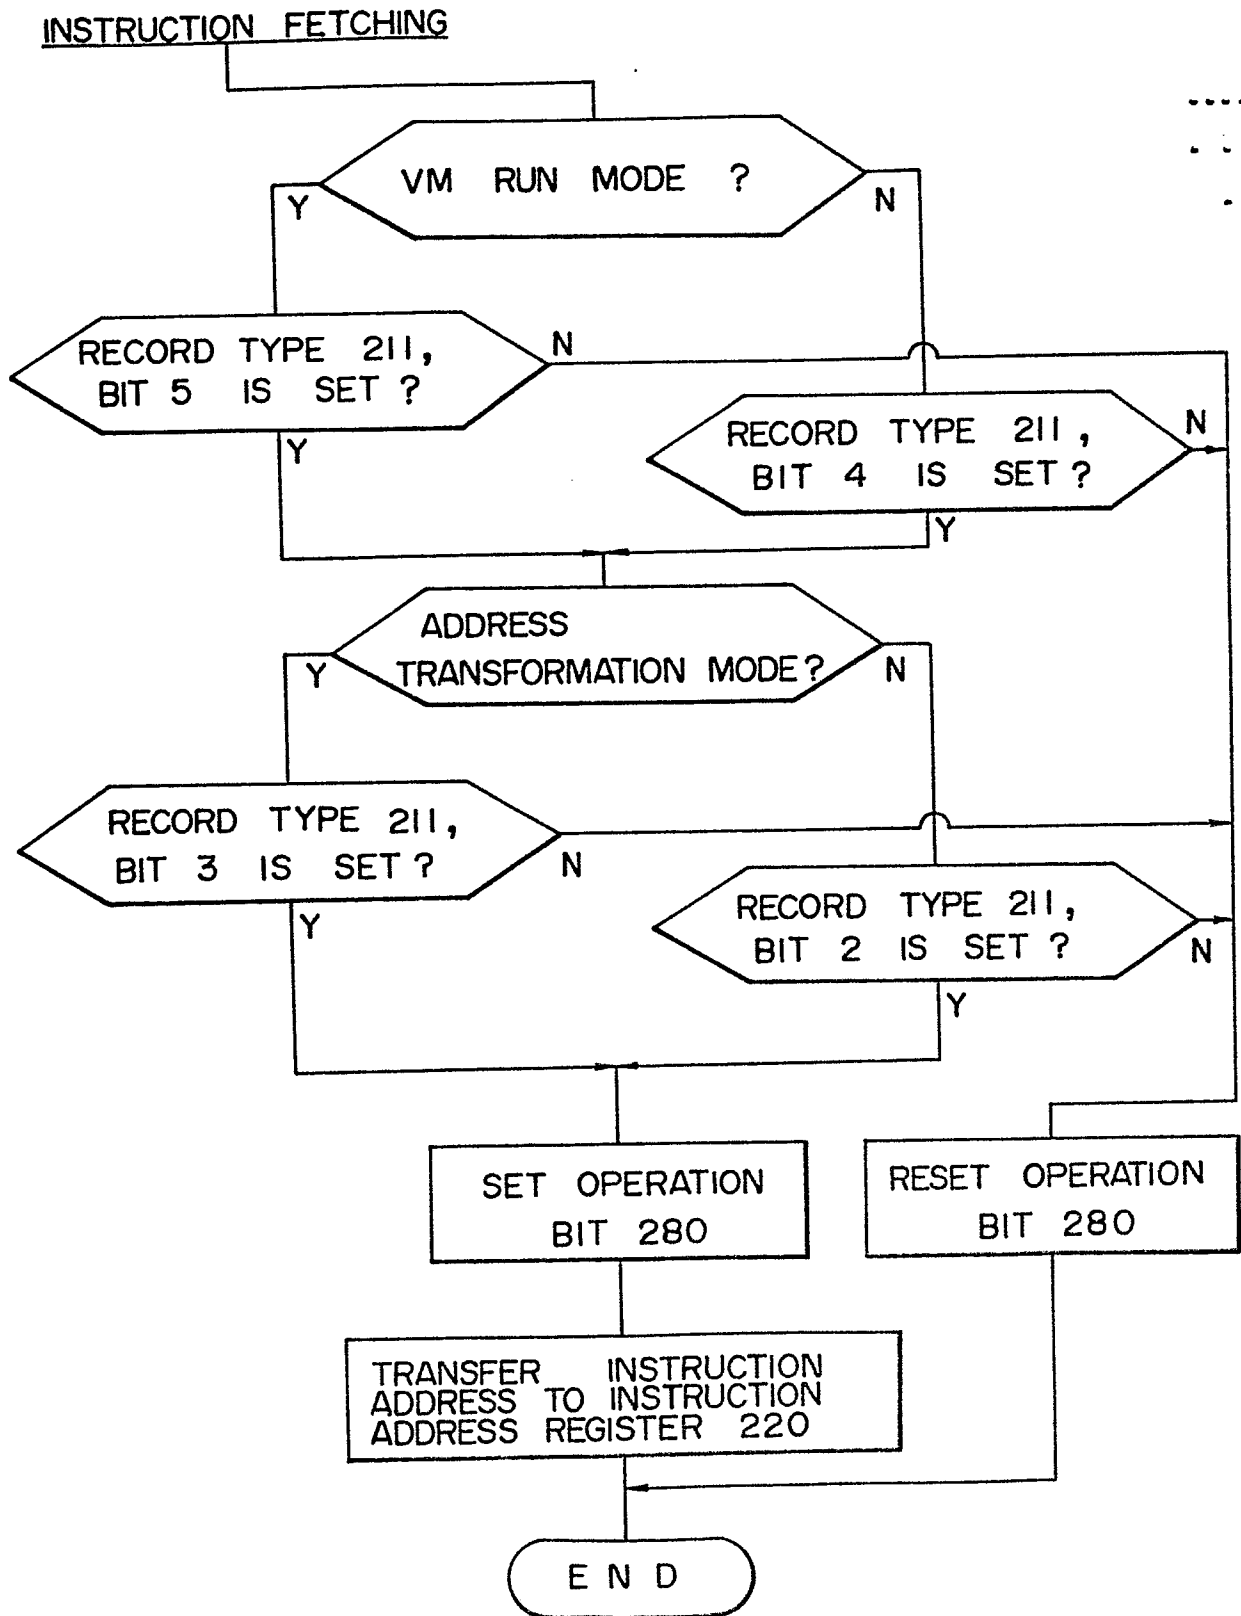 INSTRUCTION FETCHING
VM RUN MODE ?
Y
N
RECORD TYPE 211,
BIT 5 IS SET ?
N
Y
RECORD TYPE 211,
BIT 4 IS SET ?
N
Y
ADDRESS
TRANSFORMATION MODE?
Y
N
RECORD TYPE 211,
BIT 3 IS SET ?
N
Y
RECORD TYPE 211,
BIT 2 IS SET ?
N
Y
SET OPERATION
BIT 280
RESET OPERATION
BIT 280
TRANSFER INSTRUCTION
ADDRESS TO INSTRUCTION
ADDRESS REGISTER 220
END